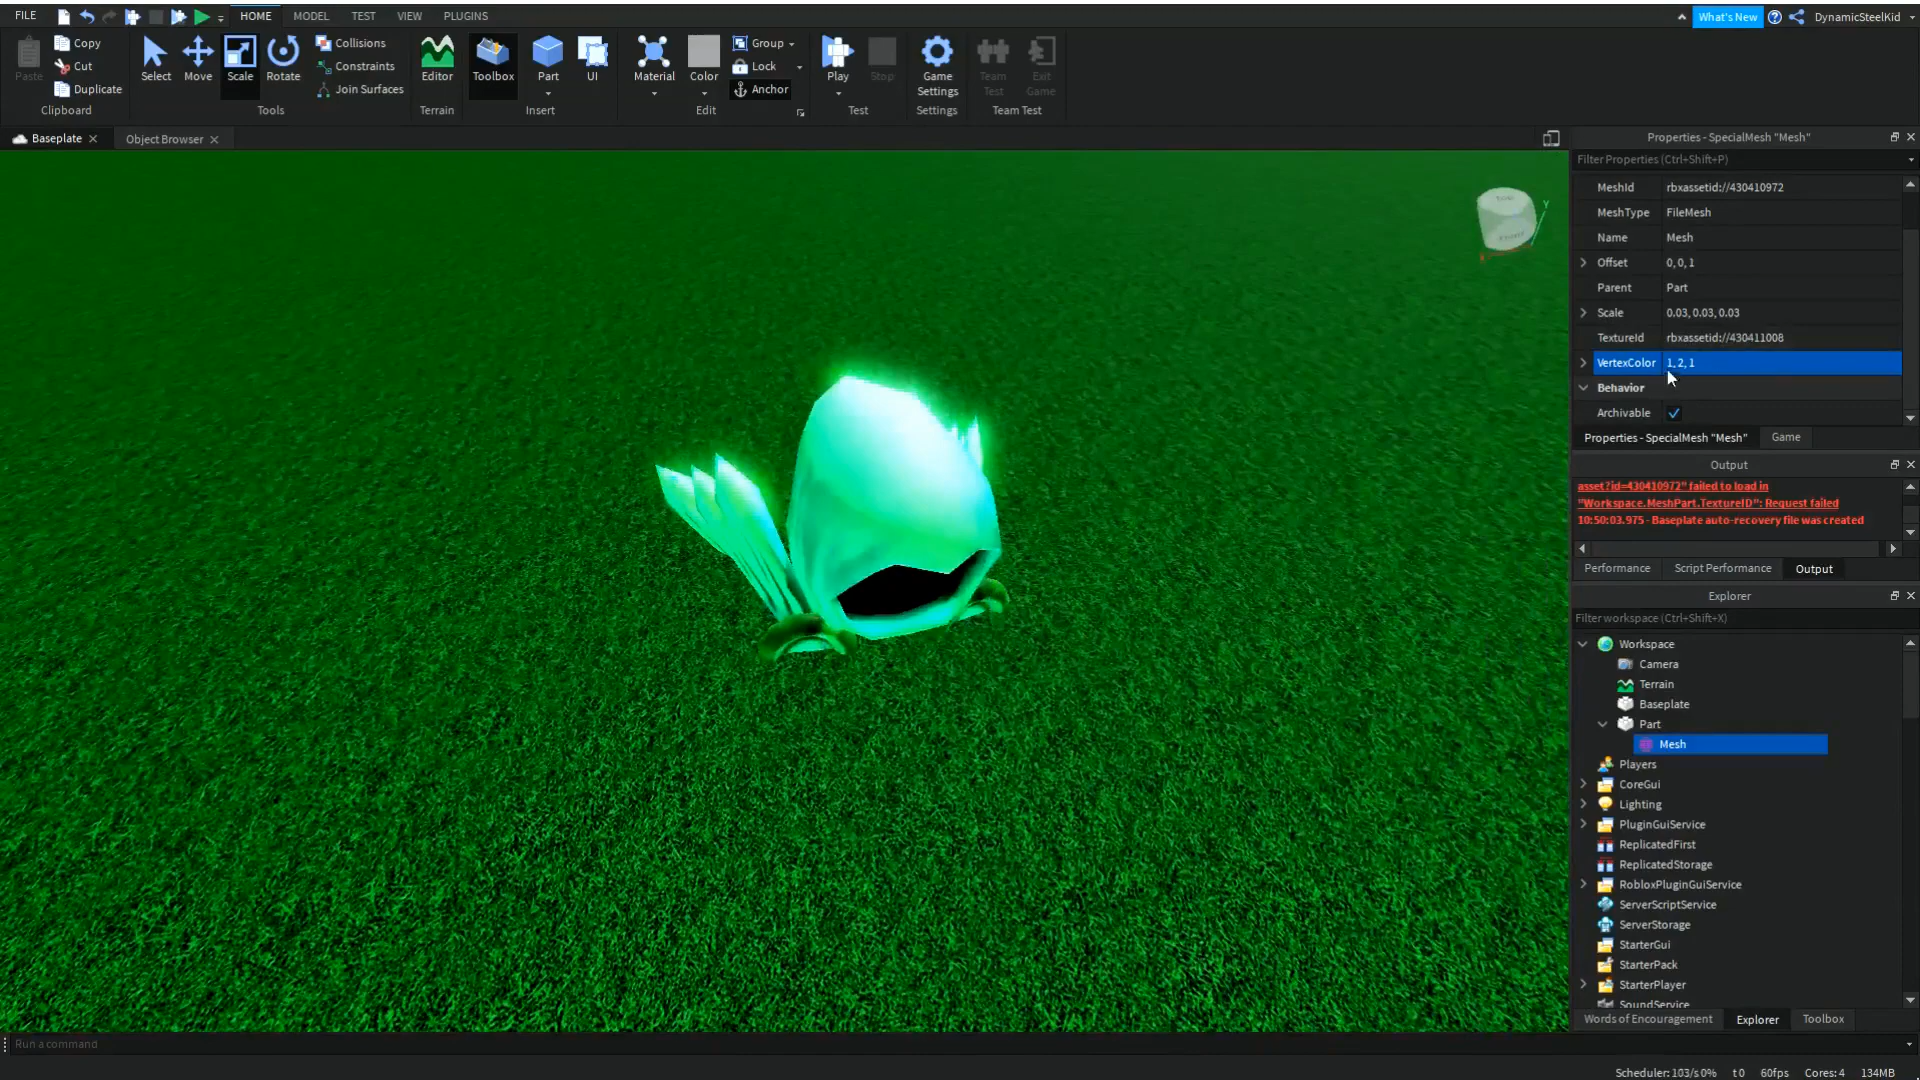 FILE
HOME
MODEL
TEST
VIEW
PLUGINS
What's New
DynamicSteelKid
Paste
Copy
Cut
Duplicate
Clipboard
Select
Move
Scale
Rotate
Collisions
Constraints
Join Surfaces
Tools
Editor
Terrain
Toolbox
Part
UI
Insert
Material
Color
Group
Lock
Anchor
Edit
Play
Stop
Test
Game
Settings
Settings
Team
Test
Exit
Game
Team Test
Baseplate
Object Browser
Y
Properties - SpecialMesh "Mesh"
Filter Properties (Ctrl+Shift+P)
MeshId rbxassetid://430410972
MeshType FileMesh
Name Mesh
Offset 0, 0, 1
Parent Part
Scale 0.03, 0.03, 0.03
TextureId rbxassetid://430411008
VertexColor 1, 2, 1
Behavior
Archivable
Properties - SpecialMesh "Mesh" Game
Output
asset?id=430410972" failed to load in
"Workspace.MeshPart.TextureID": Request failed
10:50:03.975 - Baseplate auto-recovery file was created
Performance Script Performance Output
Explorer
Filter workspace (Ctrl+Shift+X)
Workspace
Camera
Terrain
Baseplate
Part
Mesh
Players
CoreGui
Lighting
PluginGuiService
ReplicatedFirst
ReplicatedStorage
RobloxPluginGuiService
ServerScriptService
ServerStorage
StarterGui
StarterPack
StarterPlayer
SoundService
Words of Encouragement Explorer Toolbox
Run a command
Scheduler: 103/s 0% t 0 60fps Cores: 4 134MB